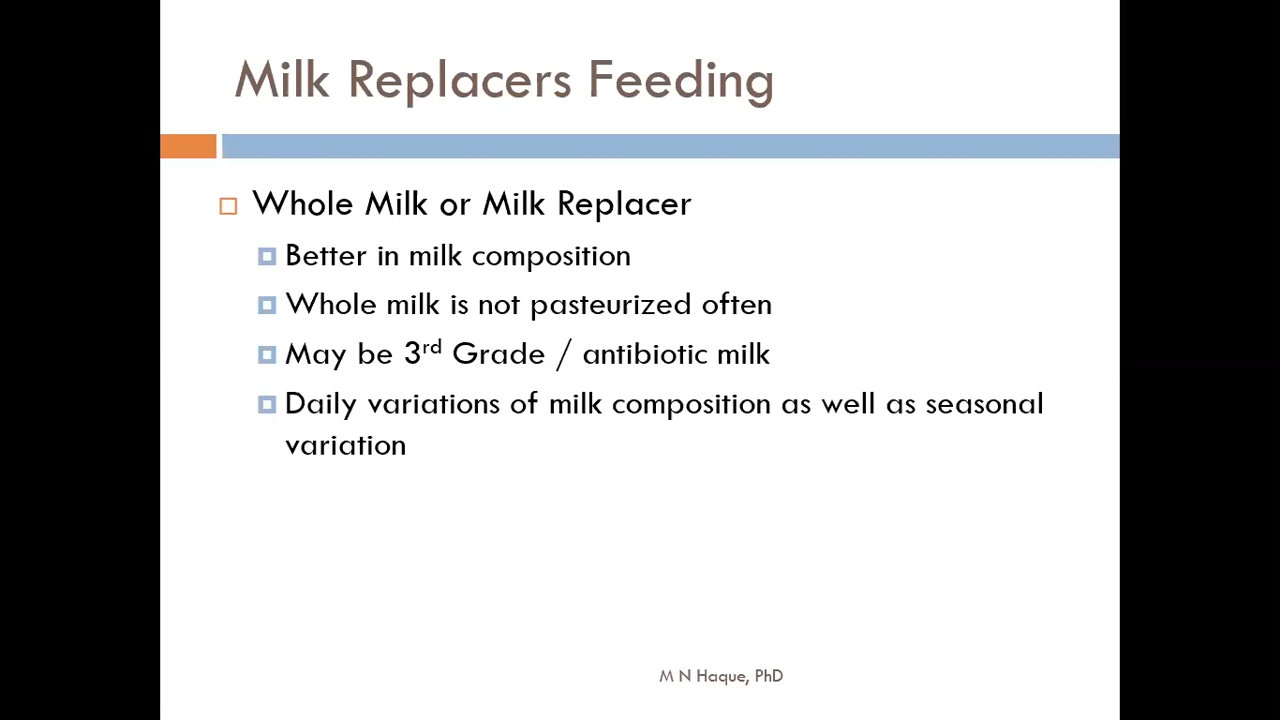 Milk Replacers Feeding
Whole Milk or Milk Replacer
Better in milk composition
Whole milk is not pasteurized often
May be 3rd Grade / antibiotic milk
Daily variations of milk composition as well as seasonal
variation
M N Haque, PhD